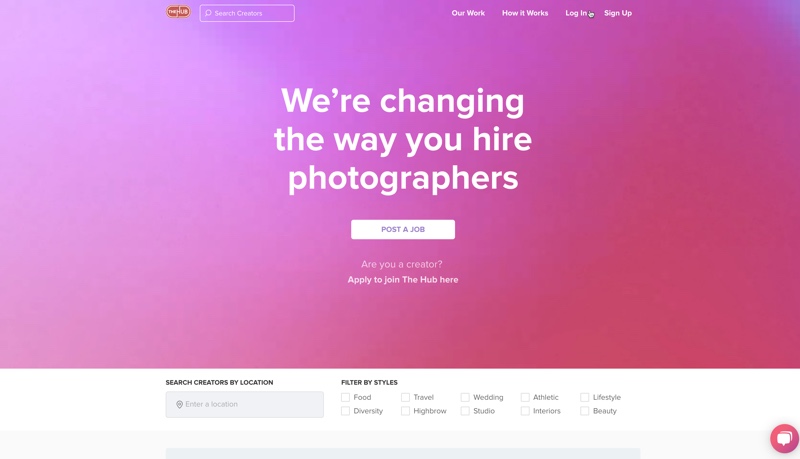 THE HUB
Search Creators
Our Work
How it Works
Log In
Sign Up
We’re changing
the way you hire
photographers
POST A JOB
Are you a creator?
Apply to join The Hub here
SEARCH CREATORS BY LOCATION
Enter a location
FILTER BY STYLES
Food
Travel
Wedding
Athletic
Lifestyle
Diversity
Highbrow
Studio
Interiors
Beauty